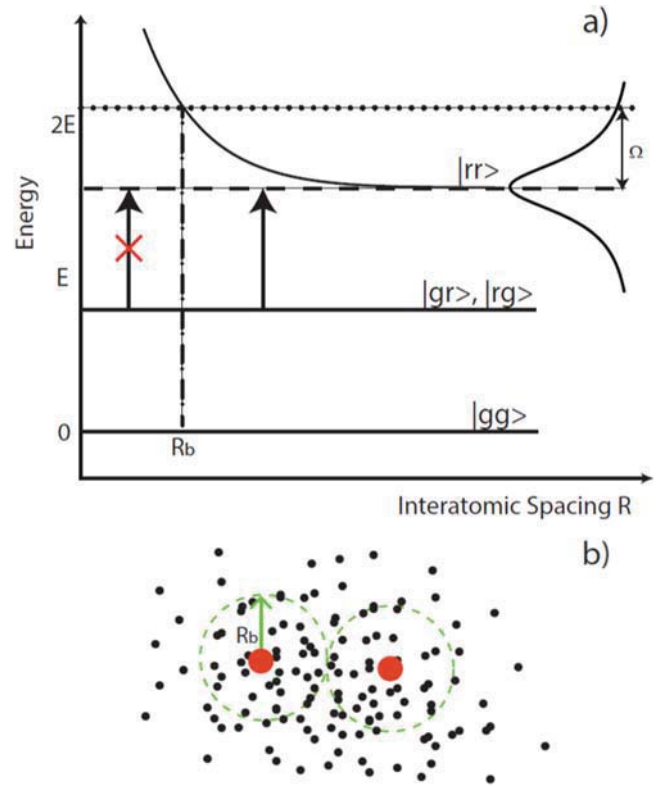 a)
2E
Ω
|rr>
Energy
E
|gr>, |rg>
|gg>
0
Rb
Interatomic Spacing R
b)
Rb